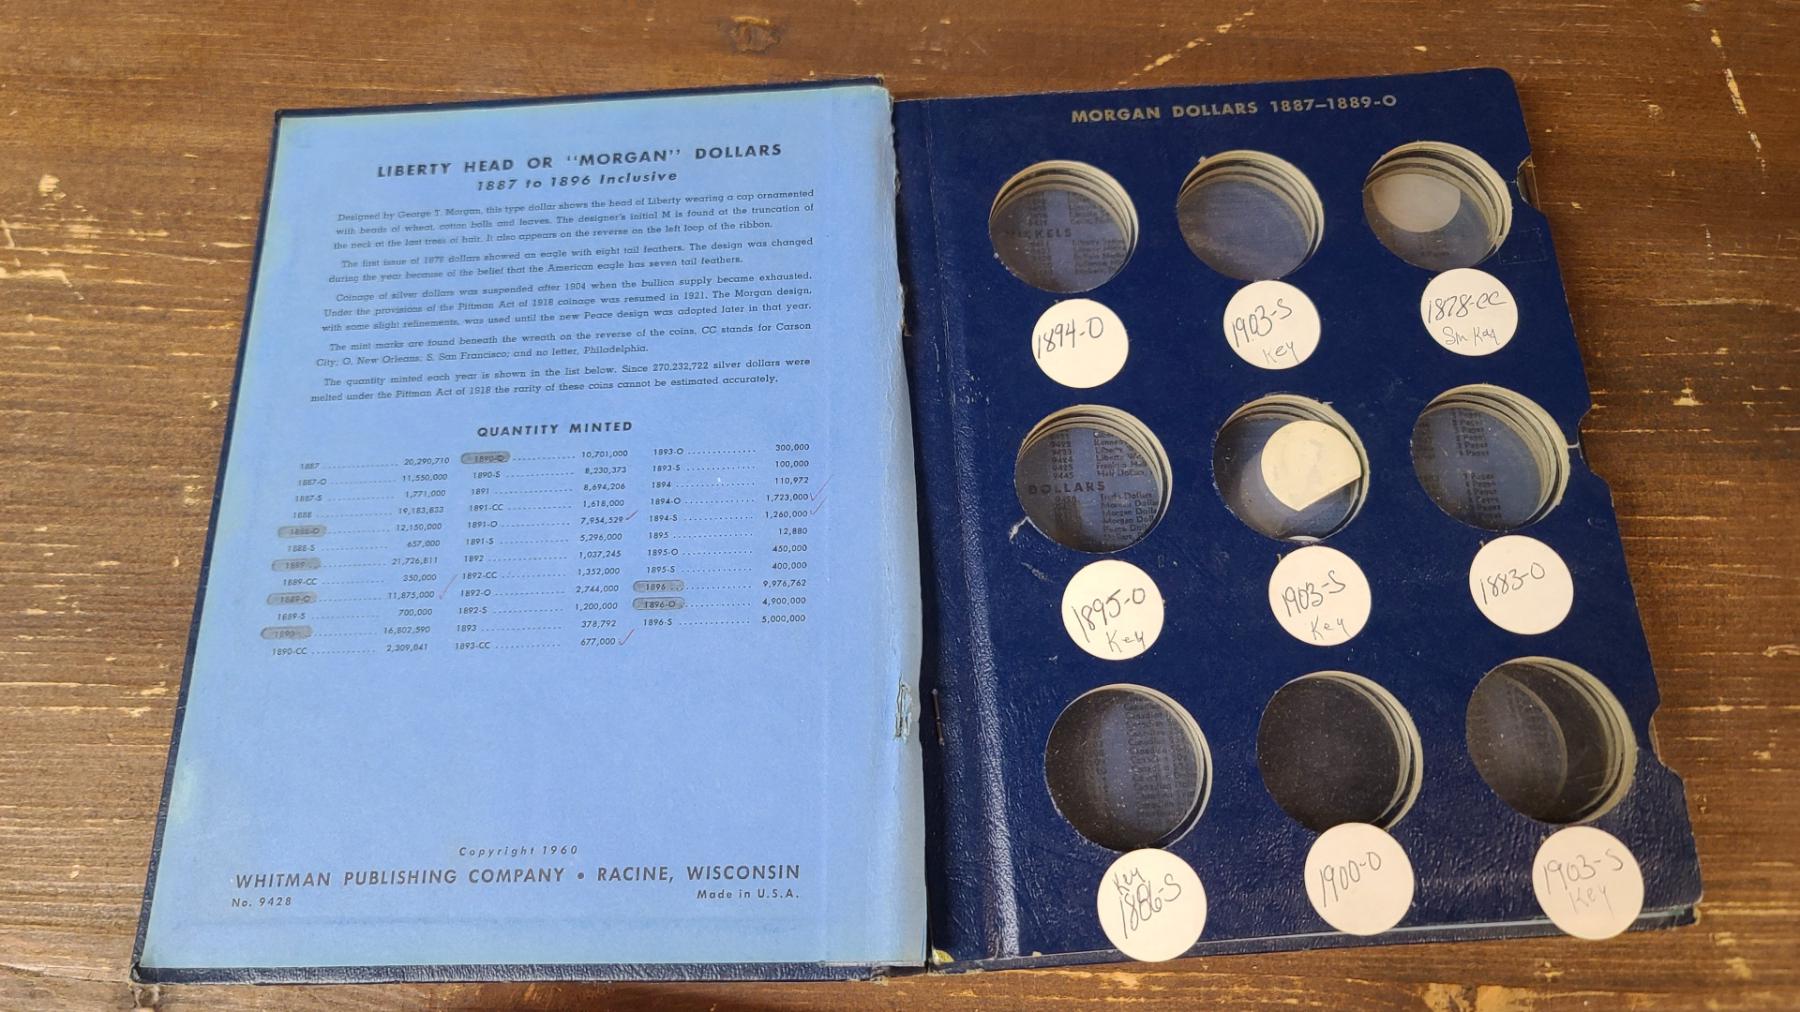 LIBERTY HEAD OR "MORGAN" DOLLARS
1887 to 1896 Inclusive
Designed by George T. Morgan, this type dollar shows the head of Liberty wearing a cap ornamented
with heads of wheat, cotton bolls and leaves. The designer's initial M is found at the truncation of
the neck at the last tress of hair. It also appears on the reverse on the left loop of the ribbon.
The first issue of 1878 dollars showed an eagle with eight tail feathers. The design was changed
during the year because of the belief that the American eagle has seven tail feathers.
Coinage of silver dollars was suspended after 1904 when the bullion supply became exhausted.
Under the provisions of the Pittman Act of 1918 coinage was resumed in 1921. The Morgan design,
with some slight refinements, was used until the new Peace design was adopted later in that year.
The mint marks are found beneath the wreath on the reverse of the coins. CC stands for Carson
City; O, New Orleans; S, San Francisco; and no letter, Philadelphia.
The quantity minted each year is shown in the list below. Since 270,232,722 silver dollars were
melted under the Pittman Act of 1918 the rarity of these coins cannot be estimated accurately.
QUANTITY MINTED
1887 20,290,710
1887-O 11,550,000
1887-S 1,771,000
1888 19,183,833
1888-O 12,150,000
1888-S 657,000
1889 21,726,811
1889-CC 350,000
1889-O 11,875,000
1889-S 700,000
1890 16,802,590
1890-CC 2,309,041
1890-O 10,701,000
1890-S 8,230,373
1891 8,694,206
1891-CC 1,618,000
1891-O 7,954,529
1891-S 5,296,000
1892 1,037,245
1892-CC 1,352,000
1892-O 2,744,000
1892-S 1,200,000
1893 378,792
1893-CC 677,000
1893-O 300,000
1893-S 100,000
1894 110,972
1894-O 1,723,000
1894-S 1,260,000
1895 12,880
1895-O 450,000
1895-S 400,000
1896 9,976,762
1896-O 4,900,000
1896-S 5,000,000
Copyright 1960
WHITMAN PUBLISHING COMPANY • RACINE, WISCONSIN
No. 9428
Made in U.S.A.
MORGAN DOLLARS 1887–1889-O
1894-O
1903-S
Key
1878-CC
Sm Key
DOLLARS
1895-O
Key
1903-S
Key
1883-O
Key
1886-S
1900-O
1903-S
Key